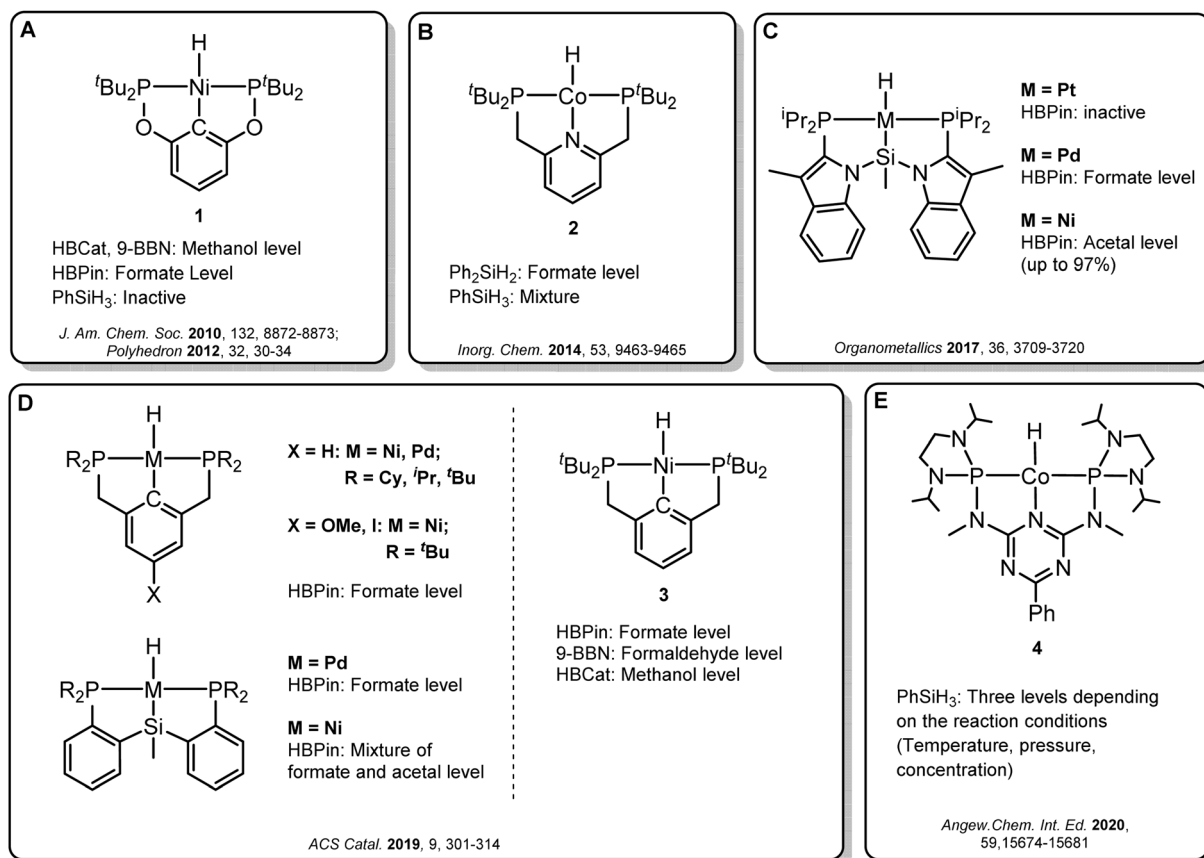 A
H
ᵗBu₂P Ni PᵗBu₂
O C O
1
HBCat, 9-BBN: Methanol level
HBPin: Formate Level
PhSiH₃: Inactive
J. Am. Chem. Soc. 2010, 132, 8872-8873;
Polyhedron 2012, 32, 30-34
B
H
ᵗBu₂P Co PᵗBu₂
N
2
Ph₂SiH₂: Formate level
PhSiH₃: Mixture
Inorg. Chem. 2014, 53, 9463-9465
C
H
ⁱPr₂P M PⁱPr₂
Si
N N
M = Pt
HBPin: inactive
M = Pd
HBPin: Formate level
M = Ni
HBPin: Acetal level
(up to 97%)
Organometallics 2017, 36, 3709-3720
D
H
R₂P M PR₂
C
X
X = H: M = Ni, Pd;
R = Cy, ⁱPr, ᵗBu
X = OMe, I: M = Ni;
R = ᵗBu
HBPin: Formate level
H
R₂P M PR₂
Si
M = Pd
HBPin: Formate level
M = Ni
HBPin: Mixture of
formate and acetal level
H
ᵗBu₂P Ni PᵗBu₂
C
3
HBPin: Formate level
9-BBN: Formaldehyde level
HBCat: Methanol level
ACS Catal. 2019, 9, 301-314
E
H
N N
N P Co P N
N N N
N N
Ph
4
PhSiH₃: Three levels depending
on the reaction conditions
(Temperature, pressure,
concentration)
Angew.Chem. Int. Ed. 2020,
59,15674-15681